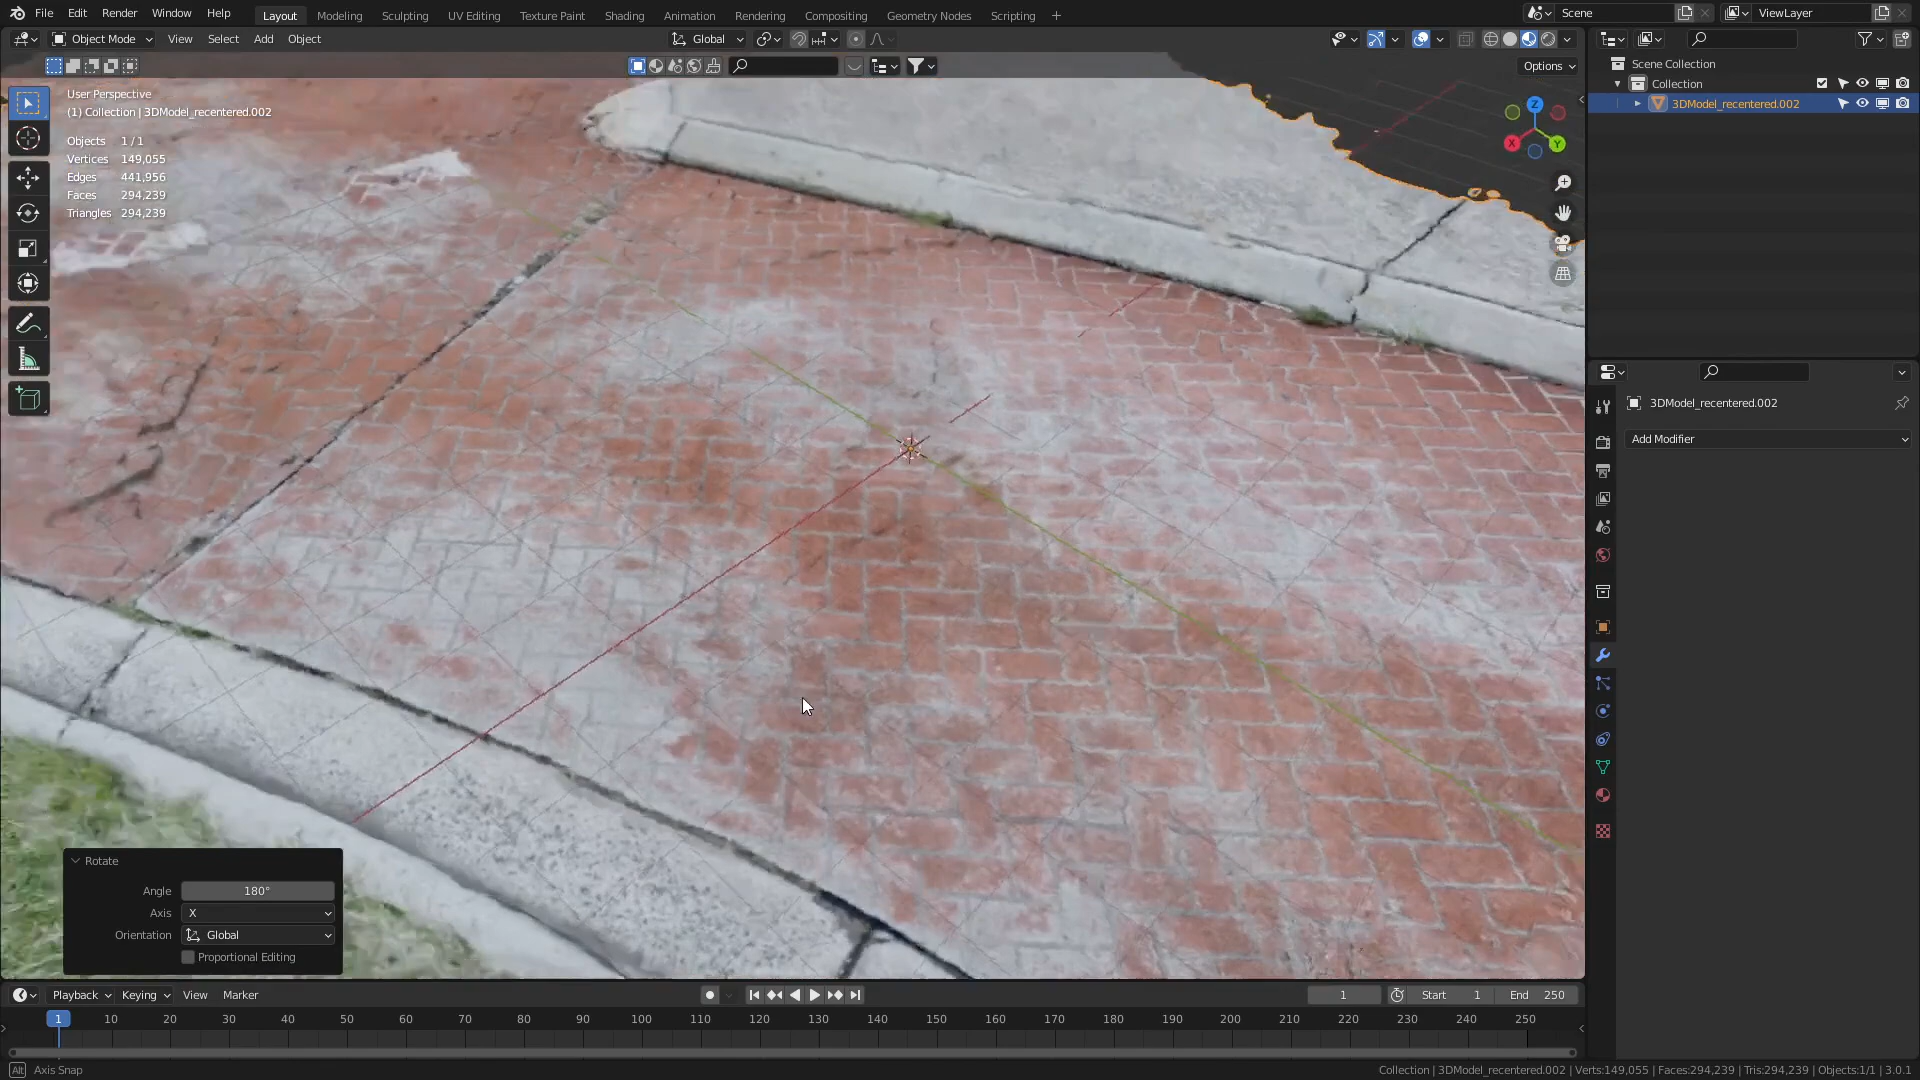 File Edit Render Window Help Layout Modeling Sculpting UV Editing Texture Paint Shading Animation Rendering Compositing Geometry Nodes Scripting + Scene ViewLayer
Object Mode View Select Add Object Global
Options
User Perspective
(1) Collection | 3DModel_recentered.002
Objects 1 / 1
Vertices 149,055
Edges 441,956
Faces 294,239
Triangles 294,239
Z
X
Y
Scene Collection
Collection
3DModel_recentered.002
3DModel_recentered.002
Add Modifier
Rotate
Angle 180°
Axis X
Orientation Global
Proportional Editing
Playback Keying View Marker 1 Start 1 End 250
1 10 20 30 40 50 60 70 80 90 100 110 120 130 140 150 160 170 180 190 200 210 220 230 240 250
Alt Axis Snap Collection | 3DModel_recentered.002 | Verts:149,055 | Faces:294,239 | Tris:294,239 | Objects:1/1 | 3.0.1